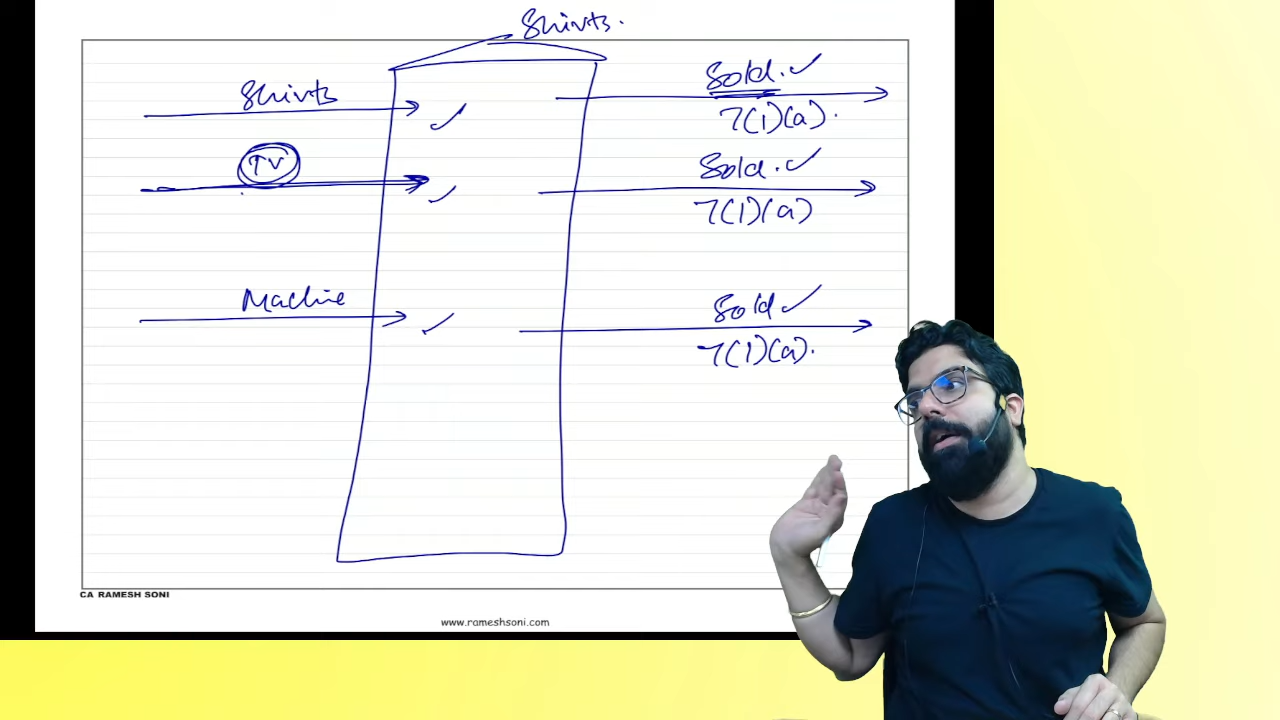 Shirts.
Shirts
Sold.
7(1)(a).
TV
Sold.
7(1)(a)
Machine
Sold
7(1)(a).
CA RAMESH SONI
www.rameshsoni.com